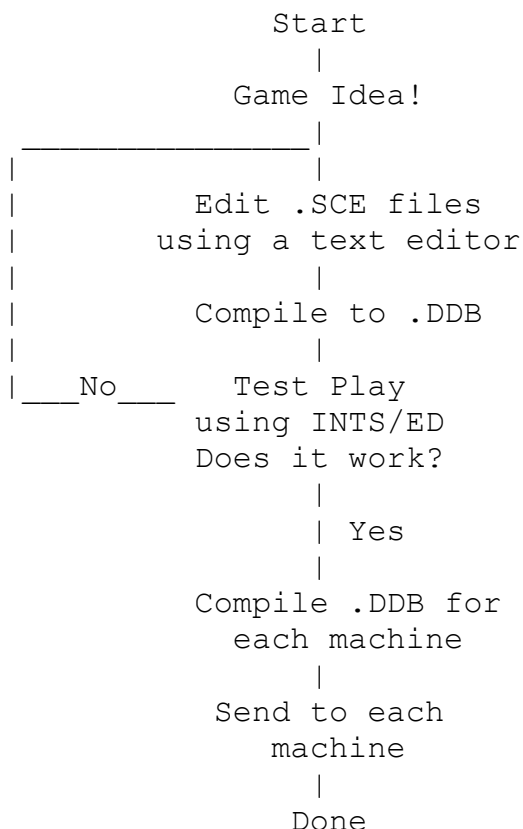 Start
Game Idea!
Edit .SCE files
using a text editor
Compile to .DDB
No Test Play
using INTS/ED
Does it work?
Yes
Compile .DDB for
each machine
Send to each
machine
Done